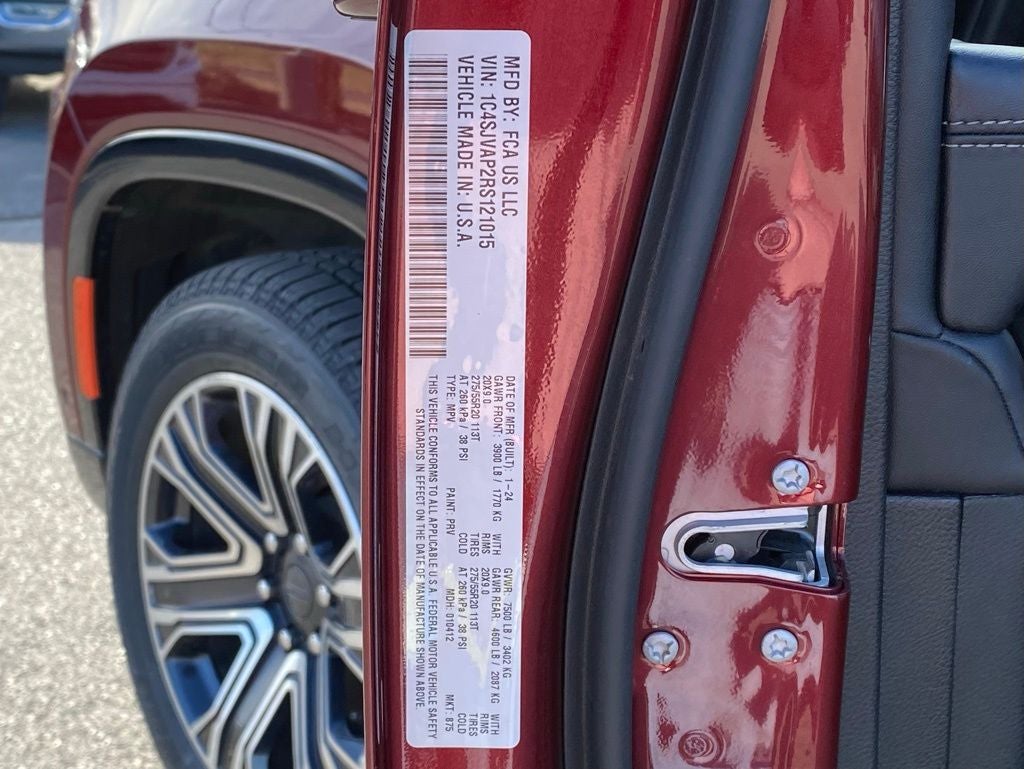 MFD BY: FCA US LLC
VIN: 1C4SJVAP2RS121015
VEHICLE MADE IN: U.S.A.
DATE OF MFR (BUILT): 1-24 GVWR: 7500 LB / 3402 KG
GAWR FRONT: 3900 LB / 1770 KG WITH GAWR REAR: 4600 LB / 2087 KG WITH
20X9.0 RIMS 20X9.0 RIMS
275/55R20 113T TIRES 275/55R20 113T TIRES
AT 260 kPa / 38 PSI COLD AT 260 kPa / 38 PSI COLD
TYPE: MPV PAINT: PRV MDH: 010412 MKT: 875
THIS VEHICLE CONFORMS TO ALL APPLICABLE U.S.A. FEDERAL MOTOR VEHICLE SAFETY
STANDARDS IN EFFECT ON THE DATE OF MANUFACTURE SHOWN ABOVE.